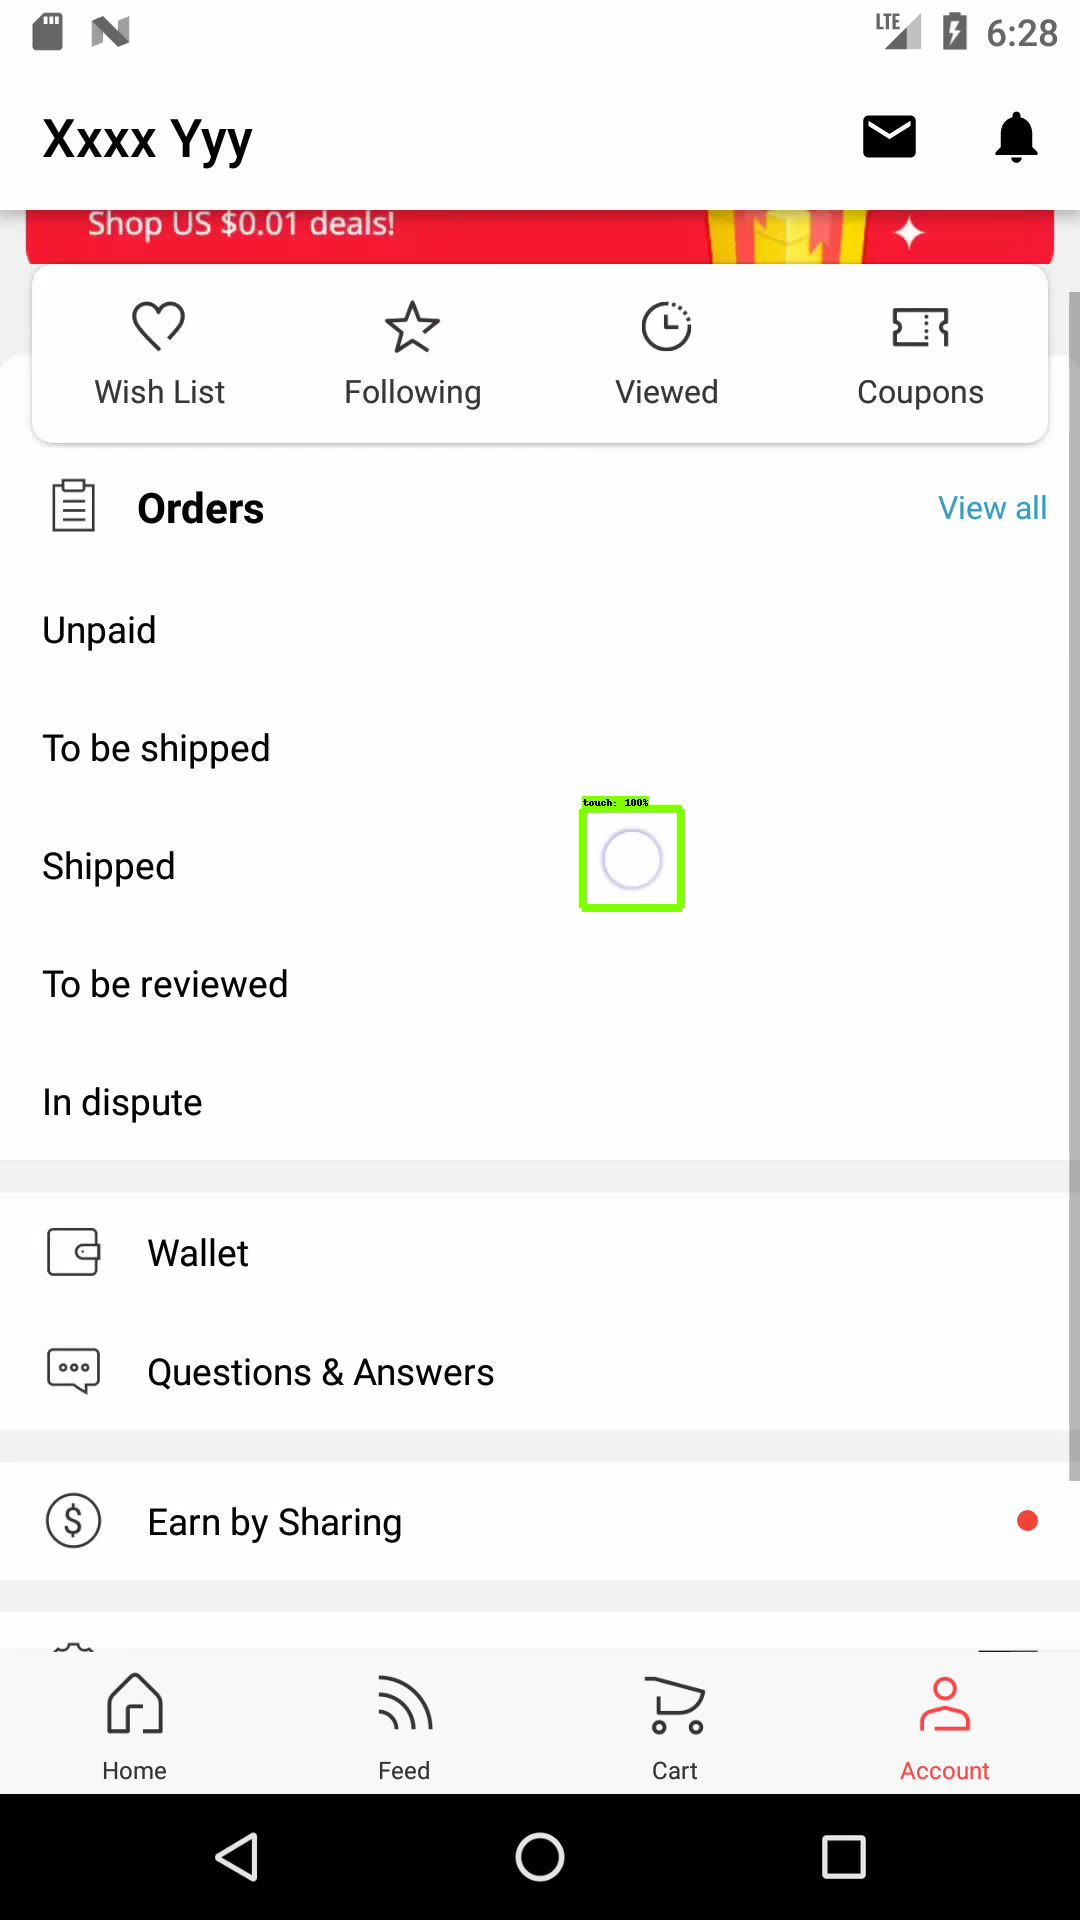 LTE 6:28
Xxxx Yyy
Shop US $0.01 deals!
Wish List Following Viewed Coupons
Orders View all
Unpaid
To be shipped
touch: 100%
Shipped
To be reviewed
In dispute
Wallet
Questions & Answers
Earn by Sharing
Home Feed Cart Account